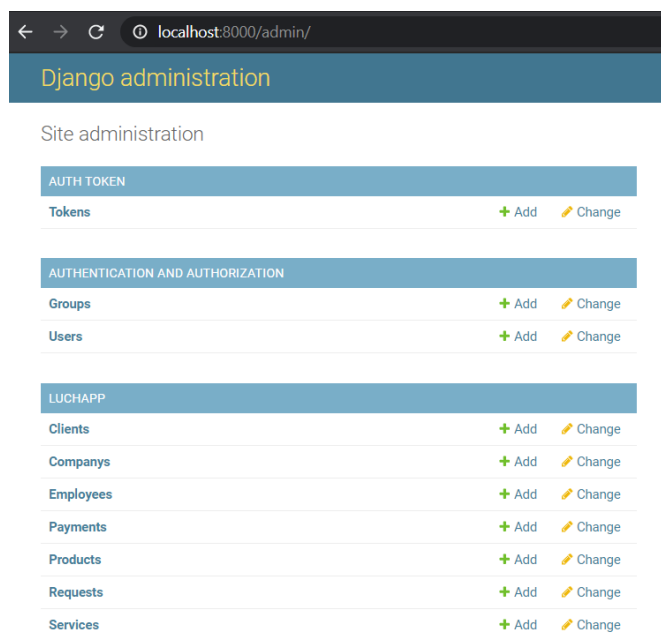 localhost:8000/admin/
Django administration
Site administration
AUTH TOKEN
Tokens Add Change
AUTHENTICATION AND AUTHORIZATION
Groups Add Change
Users Add Change
LUCHAPP
Clients Add Change
Companys Add Change
Employees Add Change
Payments Add Change
Products Add Change
Requests Add Change
Services Add Change